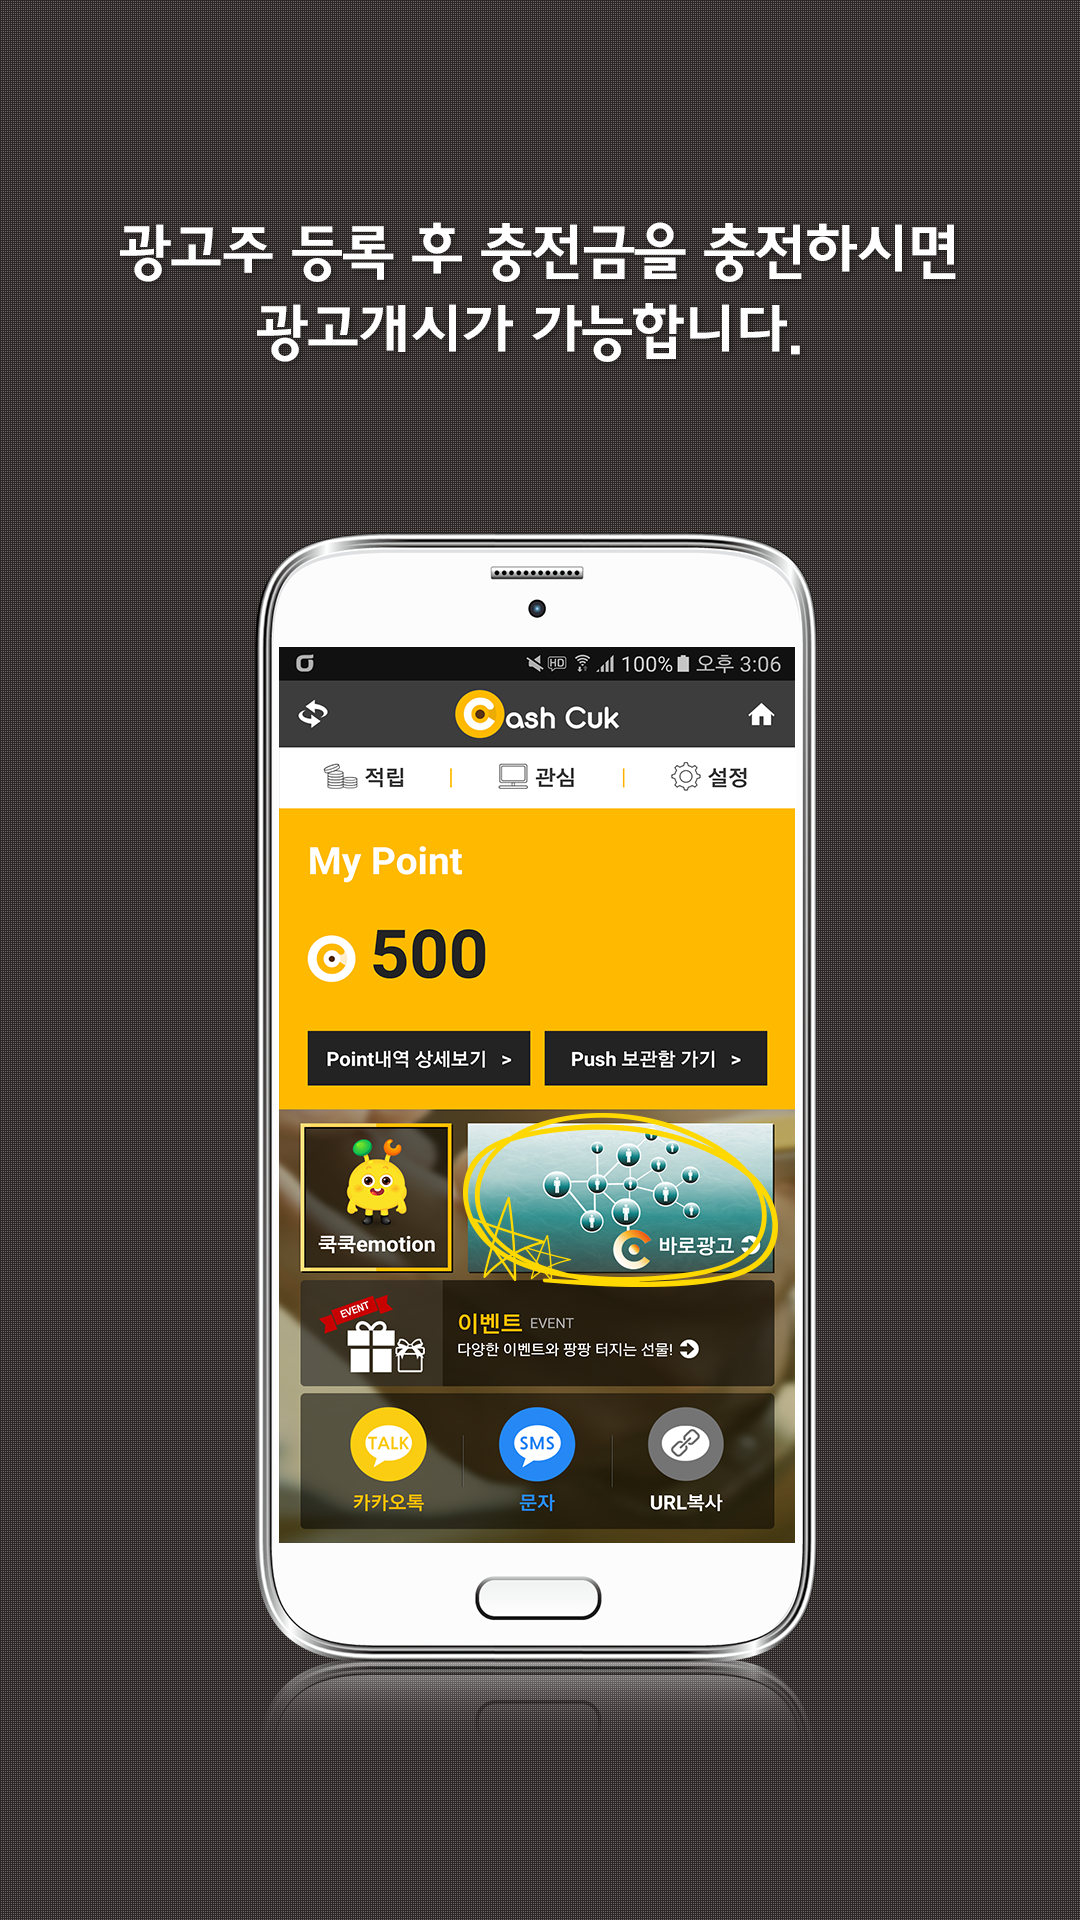 광고주 등록 후 충전금을 충전하시면
광고개시가 가능합니다.
HD 100% 오후 3:06
Cash Cuk
적립 | 관심 | 설정
My Point
500
Point내역 상세보기 >
Push 보관함 가기 >
쿡쿡emotion
바로광고
EVENT
이벤트 EVENT
다양한 이벤트와 팡팡 터지는 선물!
TALK
카카오톡
SMS
문자
URL복사